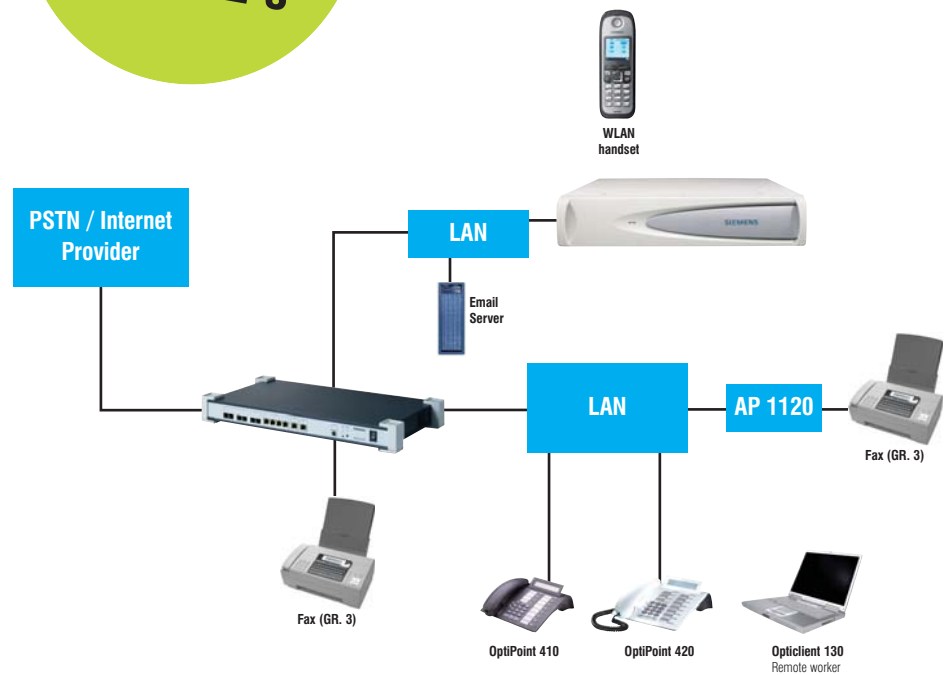 WLAN
handset
SIEMENS
PSTN / Internet
Provider
LAN
Email
Server
LAN
AP 1120
Fax (GR. 3)
Fax (GR. 3)
OptiPoint 410
OptiPoint 420
Opticlient 130
Remote worker